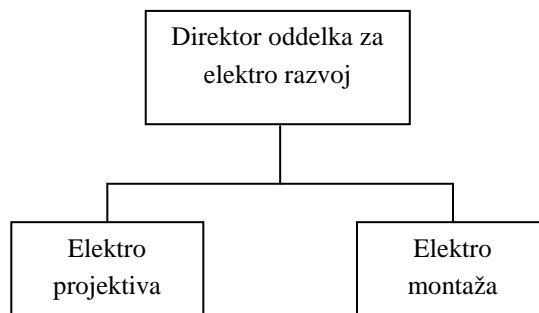 Direktor oddelka za
elektro razvoj
Elektro
projektiva
Elektro
montaža